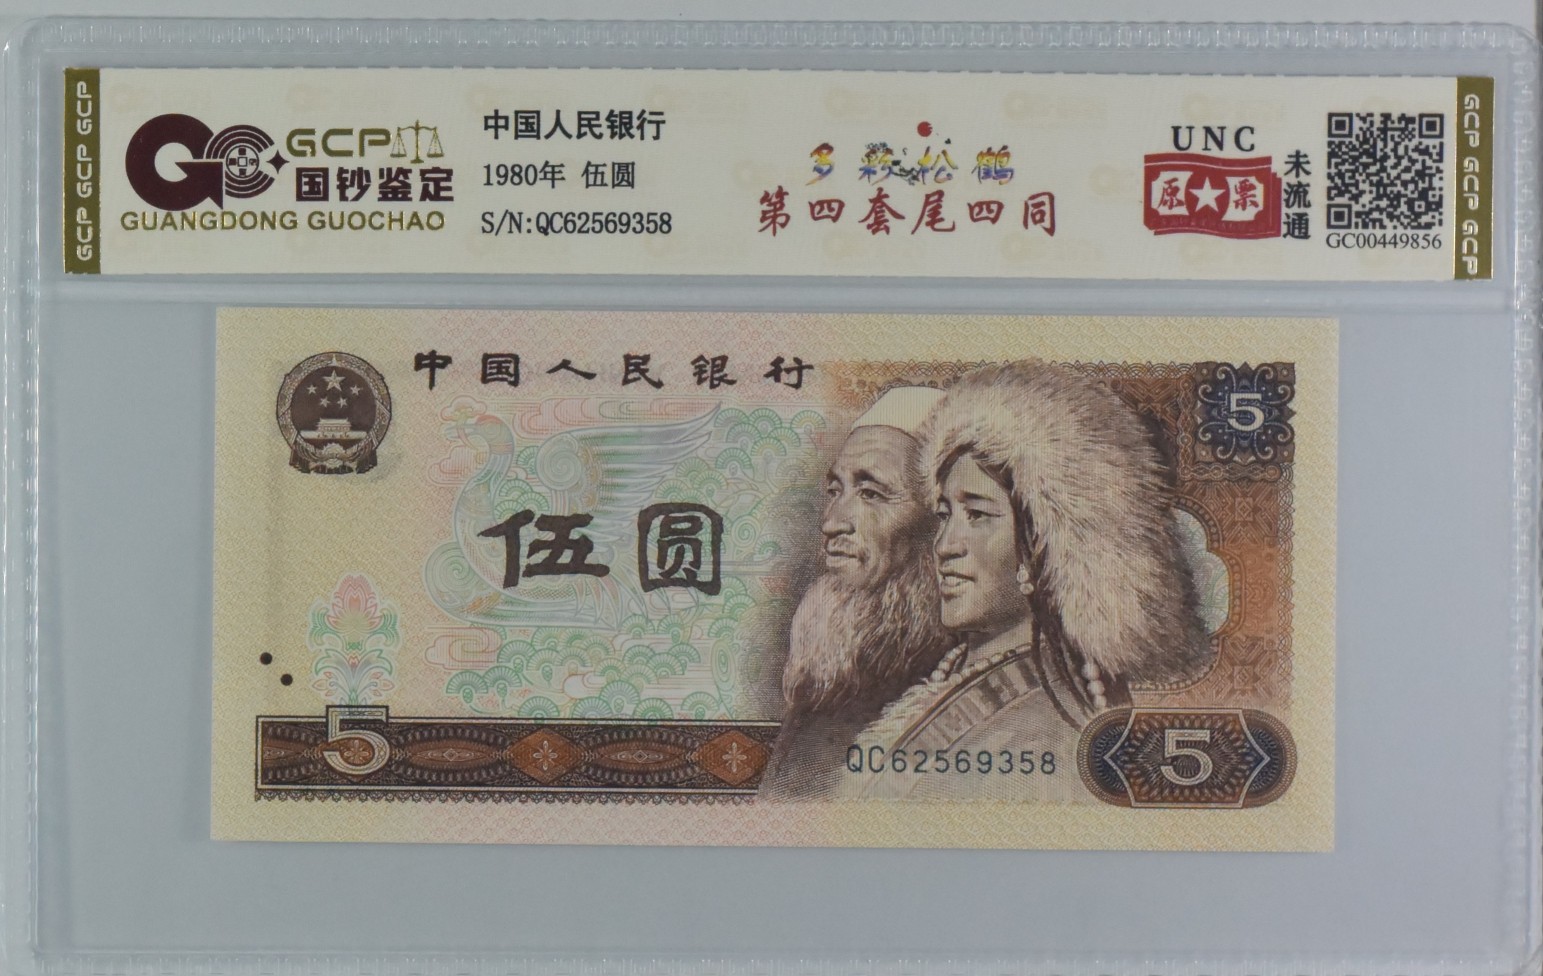 GCP GCP GCP
GCP
国钞鉴定
GUANGDONG GUOCHAO
中国人民银行
1980年 伍圆
S/N:QC62569358
多彩松鹤
第四套尾四同
UNC
原★票
未流通
GC00449856
GCP GCP GCP
中国人民银行
5
伍圆
5
QC62569358
5